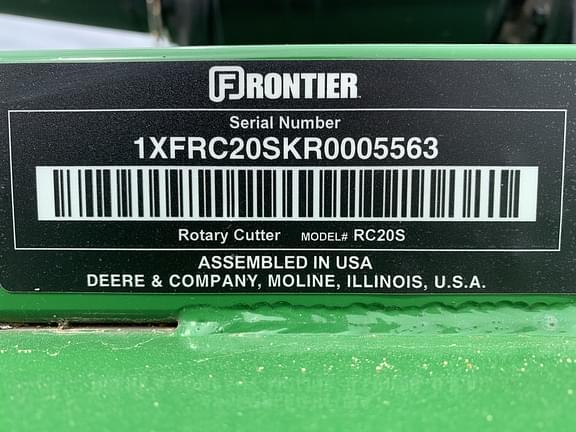 FRONTIER
Serial Number
1XFRC20SKR0005563
Rotary Cutter MODEL# RC20S
ASSEMBLED IN USA
DEERE & COMPANY, MOLINE, ILLINOIS, U.S.A.